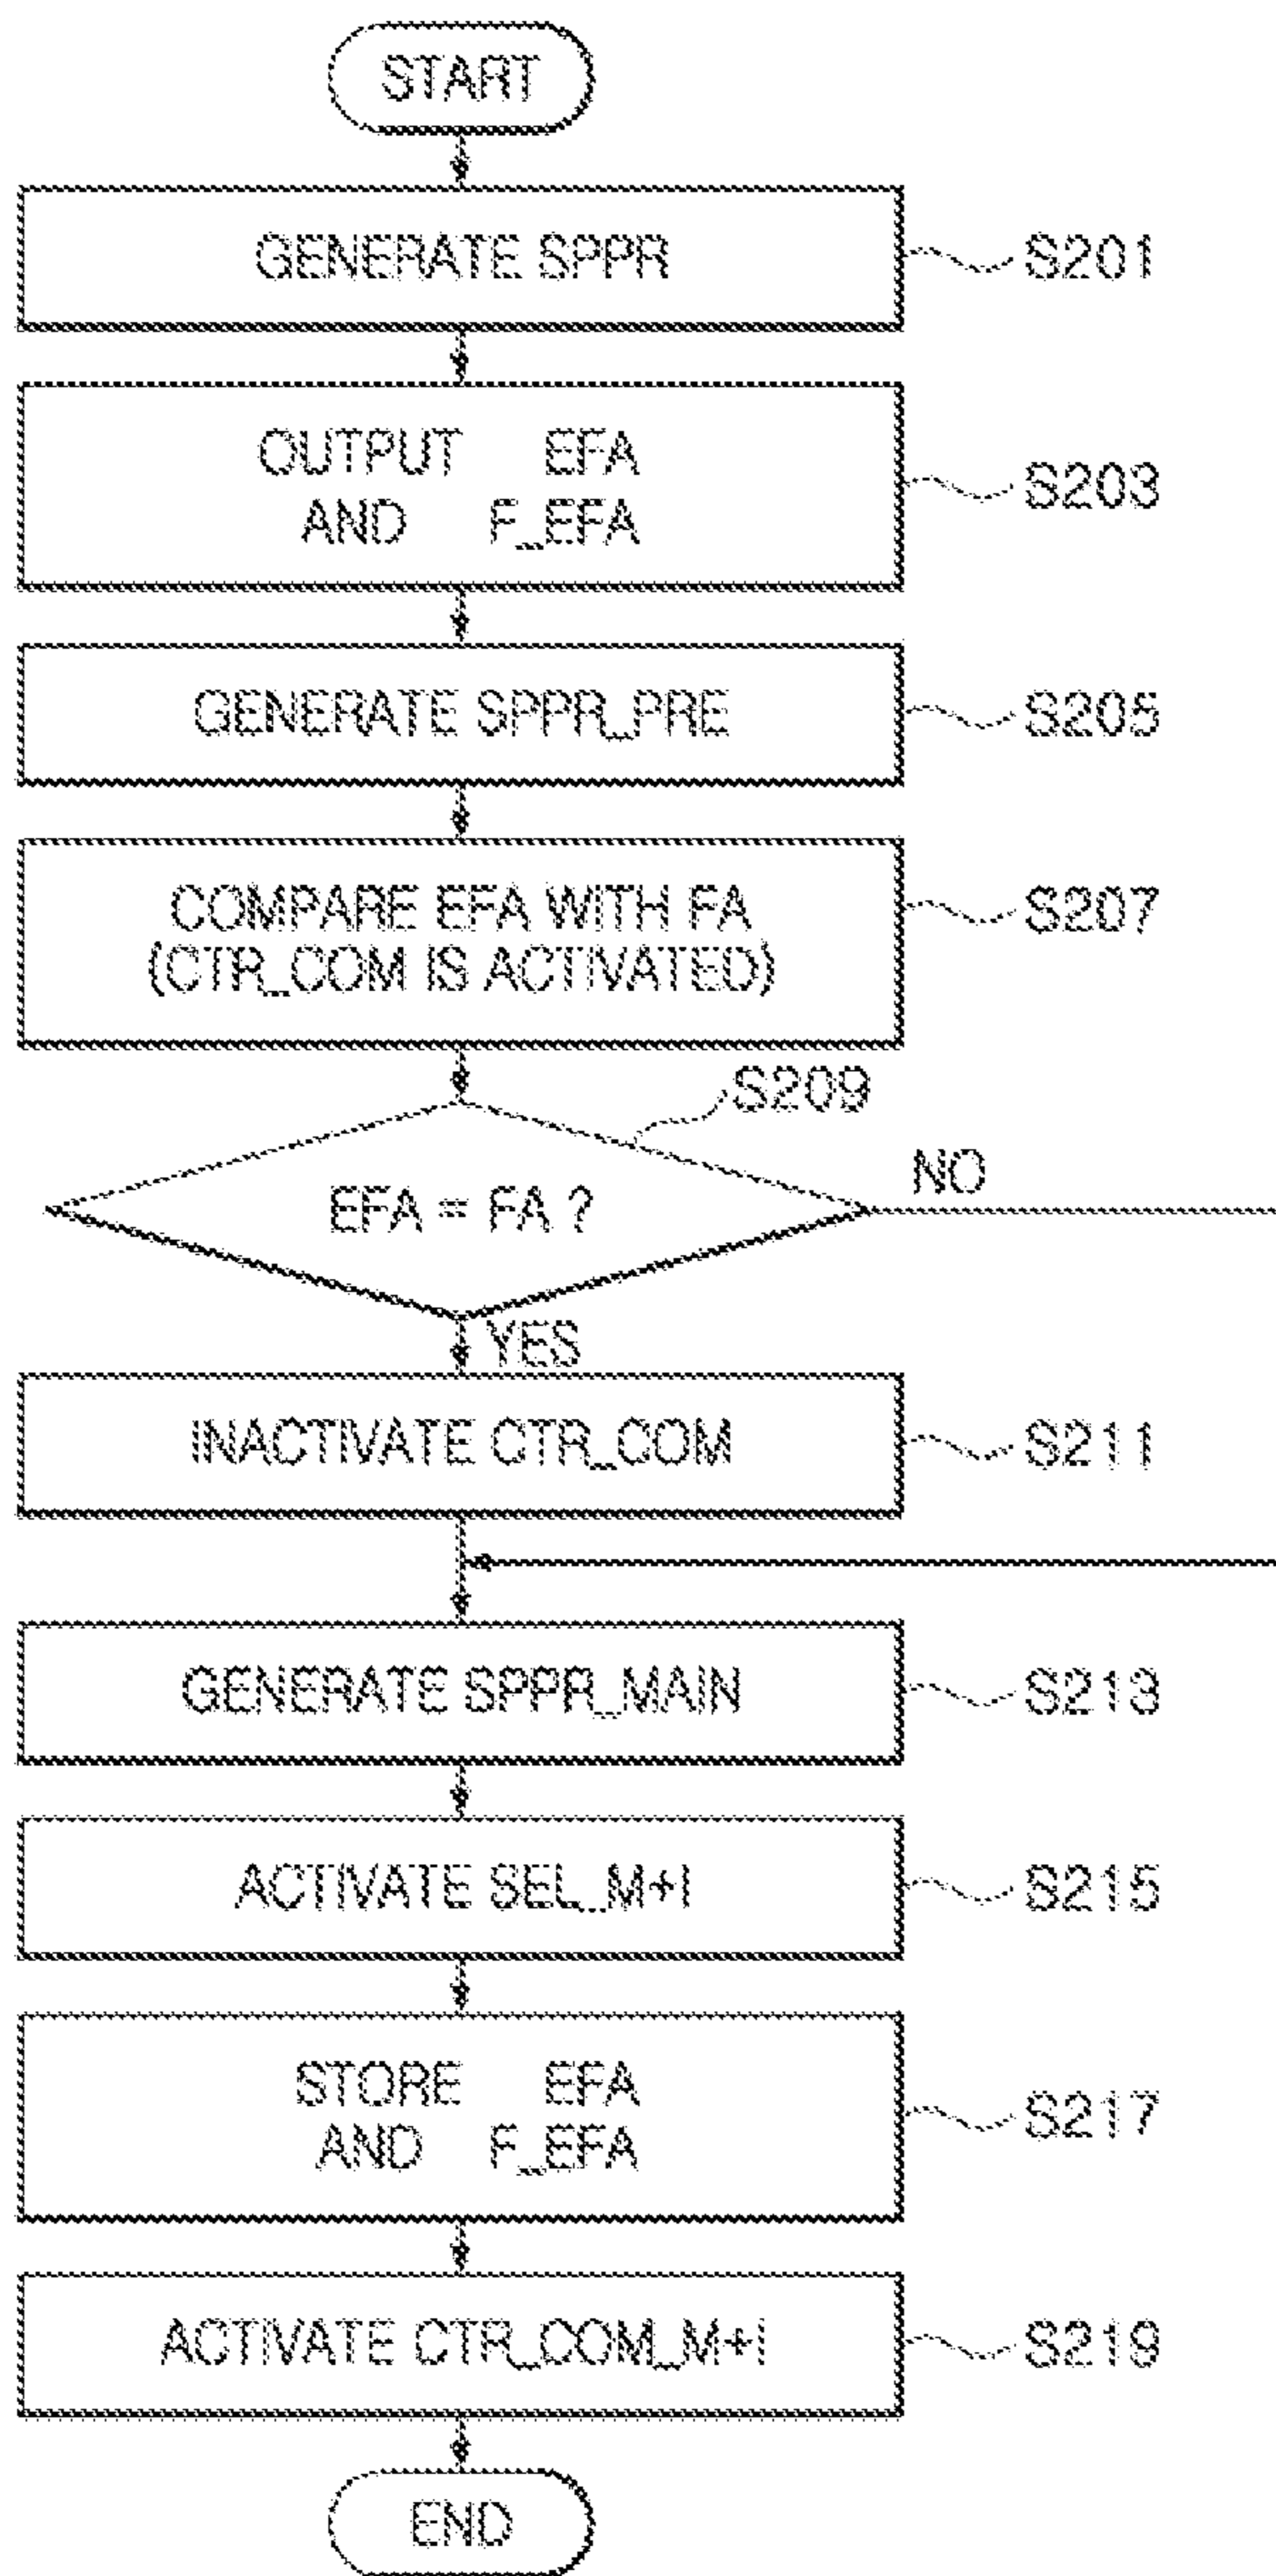 START
GENERATE SPPR
S201
OUTPUT EFA
AND F_EFA
S203
GENERATE SPPR_PRE
S205
COMPARE EFA WITH FA
(CTR_COM IS ACTIVATED)
S207
S209
EFA = FA ?
NO
YES
INACTIVATE CTR_COM
S211
GENERATE SPPR_MAIN
S213
ACTIVATE SEL_M+I
S215
STORE EFA
AND F_EFA
S217
ACTIVATE CTR_COM_M+I
S219
END